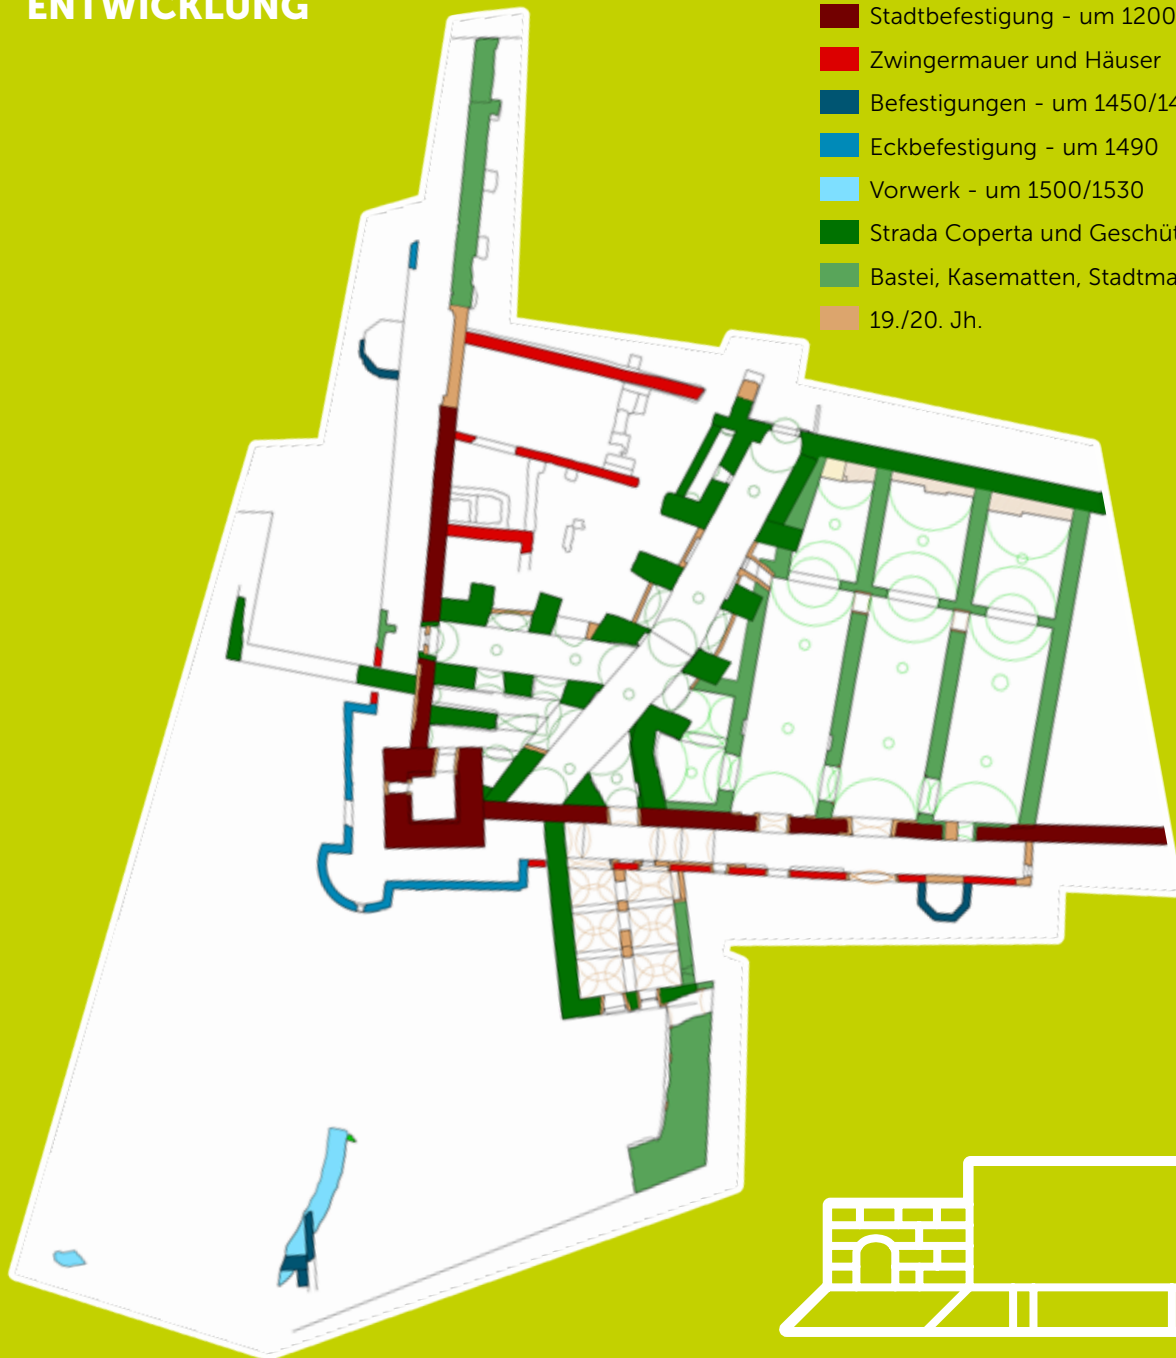 ENTWICKLUNG
Stadtbefestigung - um 1200
Zwingermauer und Häuser
Befestigungen - um 1450/14
Eckbefestigung - um 1490
Vorwerk - um 1500/1530
Strada Coperta und Geschüt
Bastei, Kasematten, Stadtma
19./20. Jh.